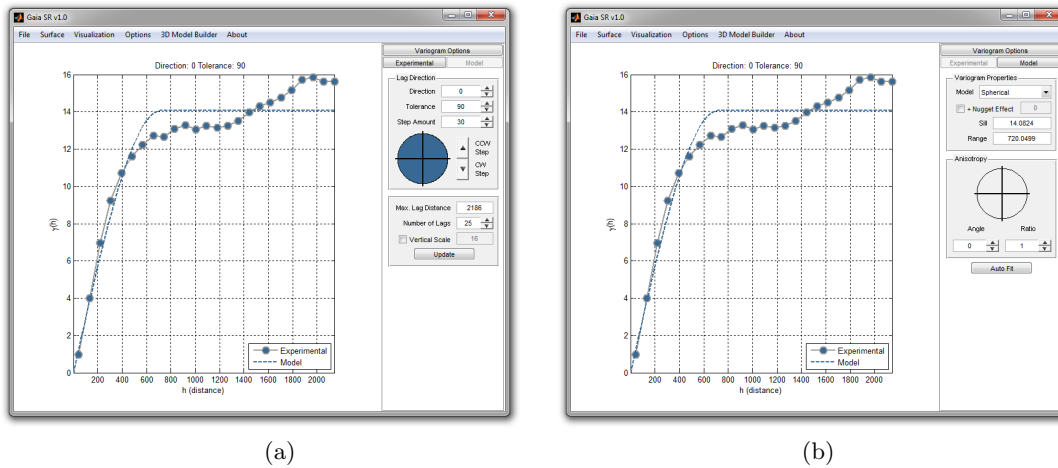 Gaia SR v1.0
File Surface Visualization Options 3D Model Builder About
Direction: 0 Tolerance: 90
16
14
12
10
8
6
4
2
0
γ(h)
200 400 600 800 1000 1200 1400 1600 1800 2000
h (distance)
Experimental
Model
Variogram Options
Experimental Model
Lag Direction
Direction 0
Tolerance 90
Step Amount 30
CCW
Step
CW
Step
Max. Lag Distance 2186
Number of Lags 25
Vertical Scale 16
Update
(a)
Gaia SR v1.0
File Surface Visualization Options 3D Model Builder About
Direction: 0 Tolerance: 90
16
14
12
10
8
6
4
2
0
γ(h)
200 400 600 800 1000 1200 1400 1600 1800 2000
h (distance)
Experimental
Model
Variogram Options
Experimental Model
Variogram Properties
Model Spherical
+ Nugget Effect 0
Sill 14.0824
Range 720.0499
Anisotropy
Angle Ratio
0 1
Auto Fit
(b)